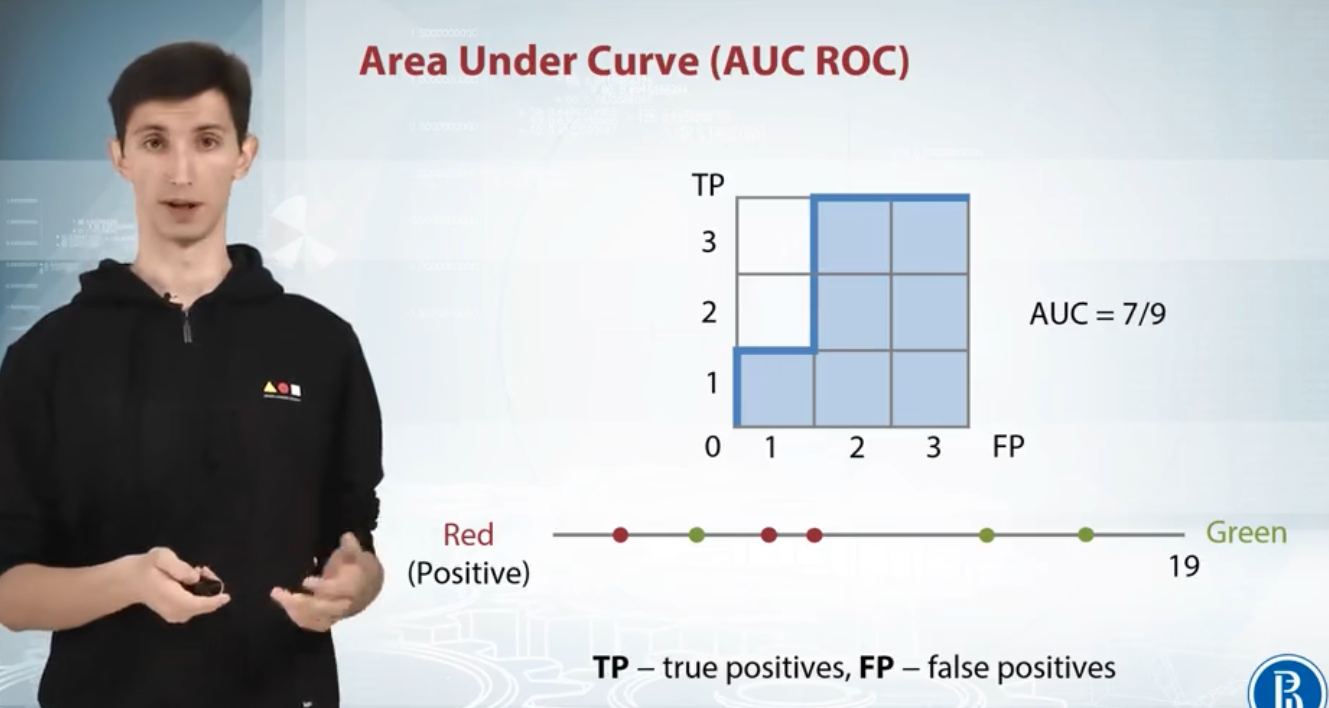 Area Under Curve (AUC ROC)
TP
3
2
1
0 1 2 3 FP
AUC = 7/9
Red
(Positive)
Green
19
TP – true positives, FP – false positives